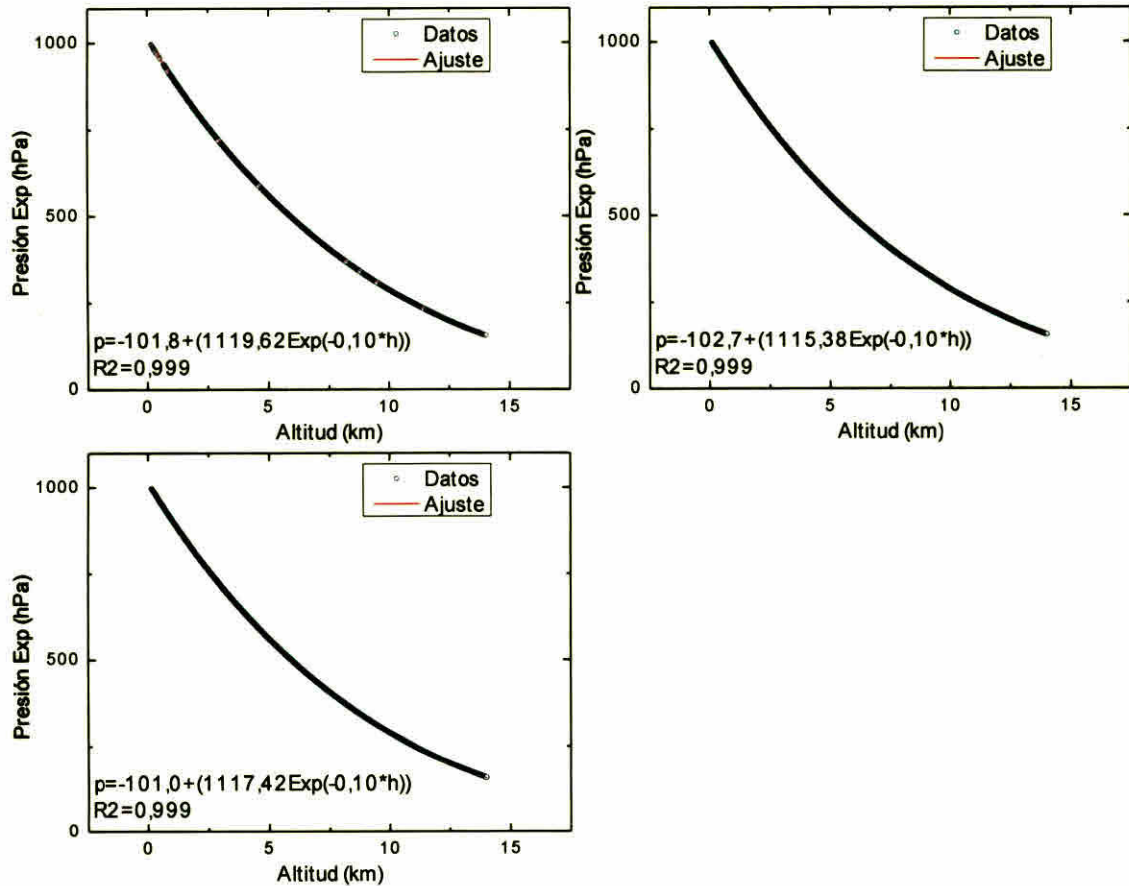 Datos
Ajuste
1000
500
0
Presión Exp (hPa)
p=-101,8+(1119,62Exp(-0,10*h))
R2=0,999
0
5
10
15
Altitud (km)
Datos
Ajuste
1000
500
0
Presión Exp (hPa)
p=-102,7+(1115,38Exp(-0,10*h))
R2=0,999
0
5
10
15
Altitud (km)
Datos
Ajuste
1000
500
0
Presión Exp (hPa)
p=-101,0+(1117,42Exp(-0,10*h))
R2=0,999
0
5
10
15
Altitud (km)